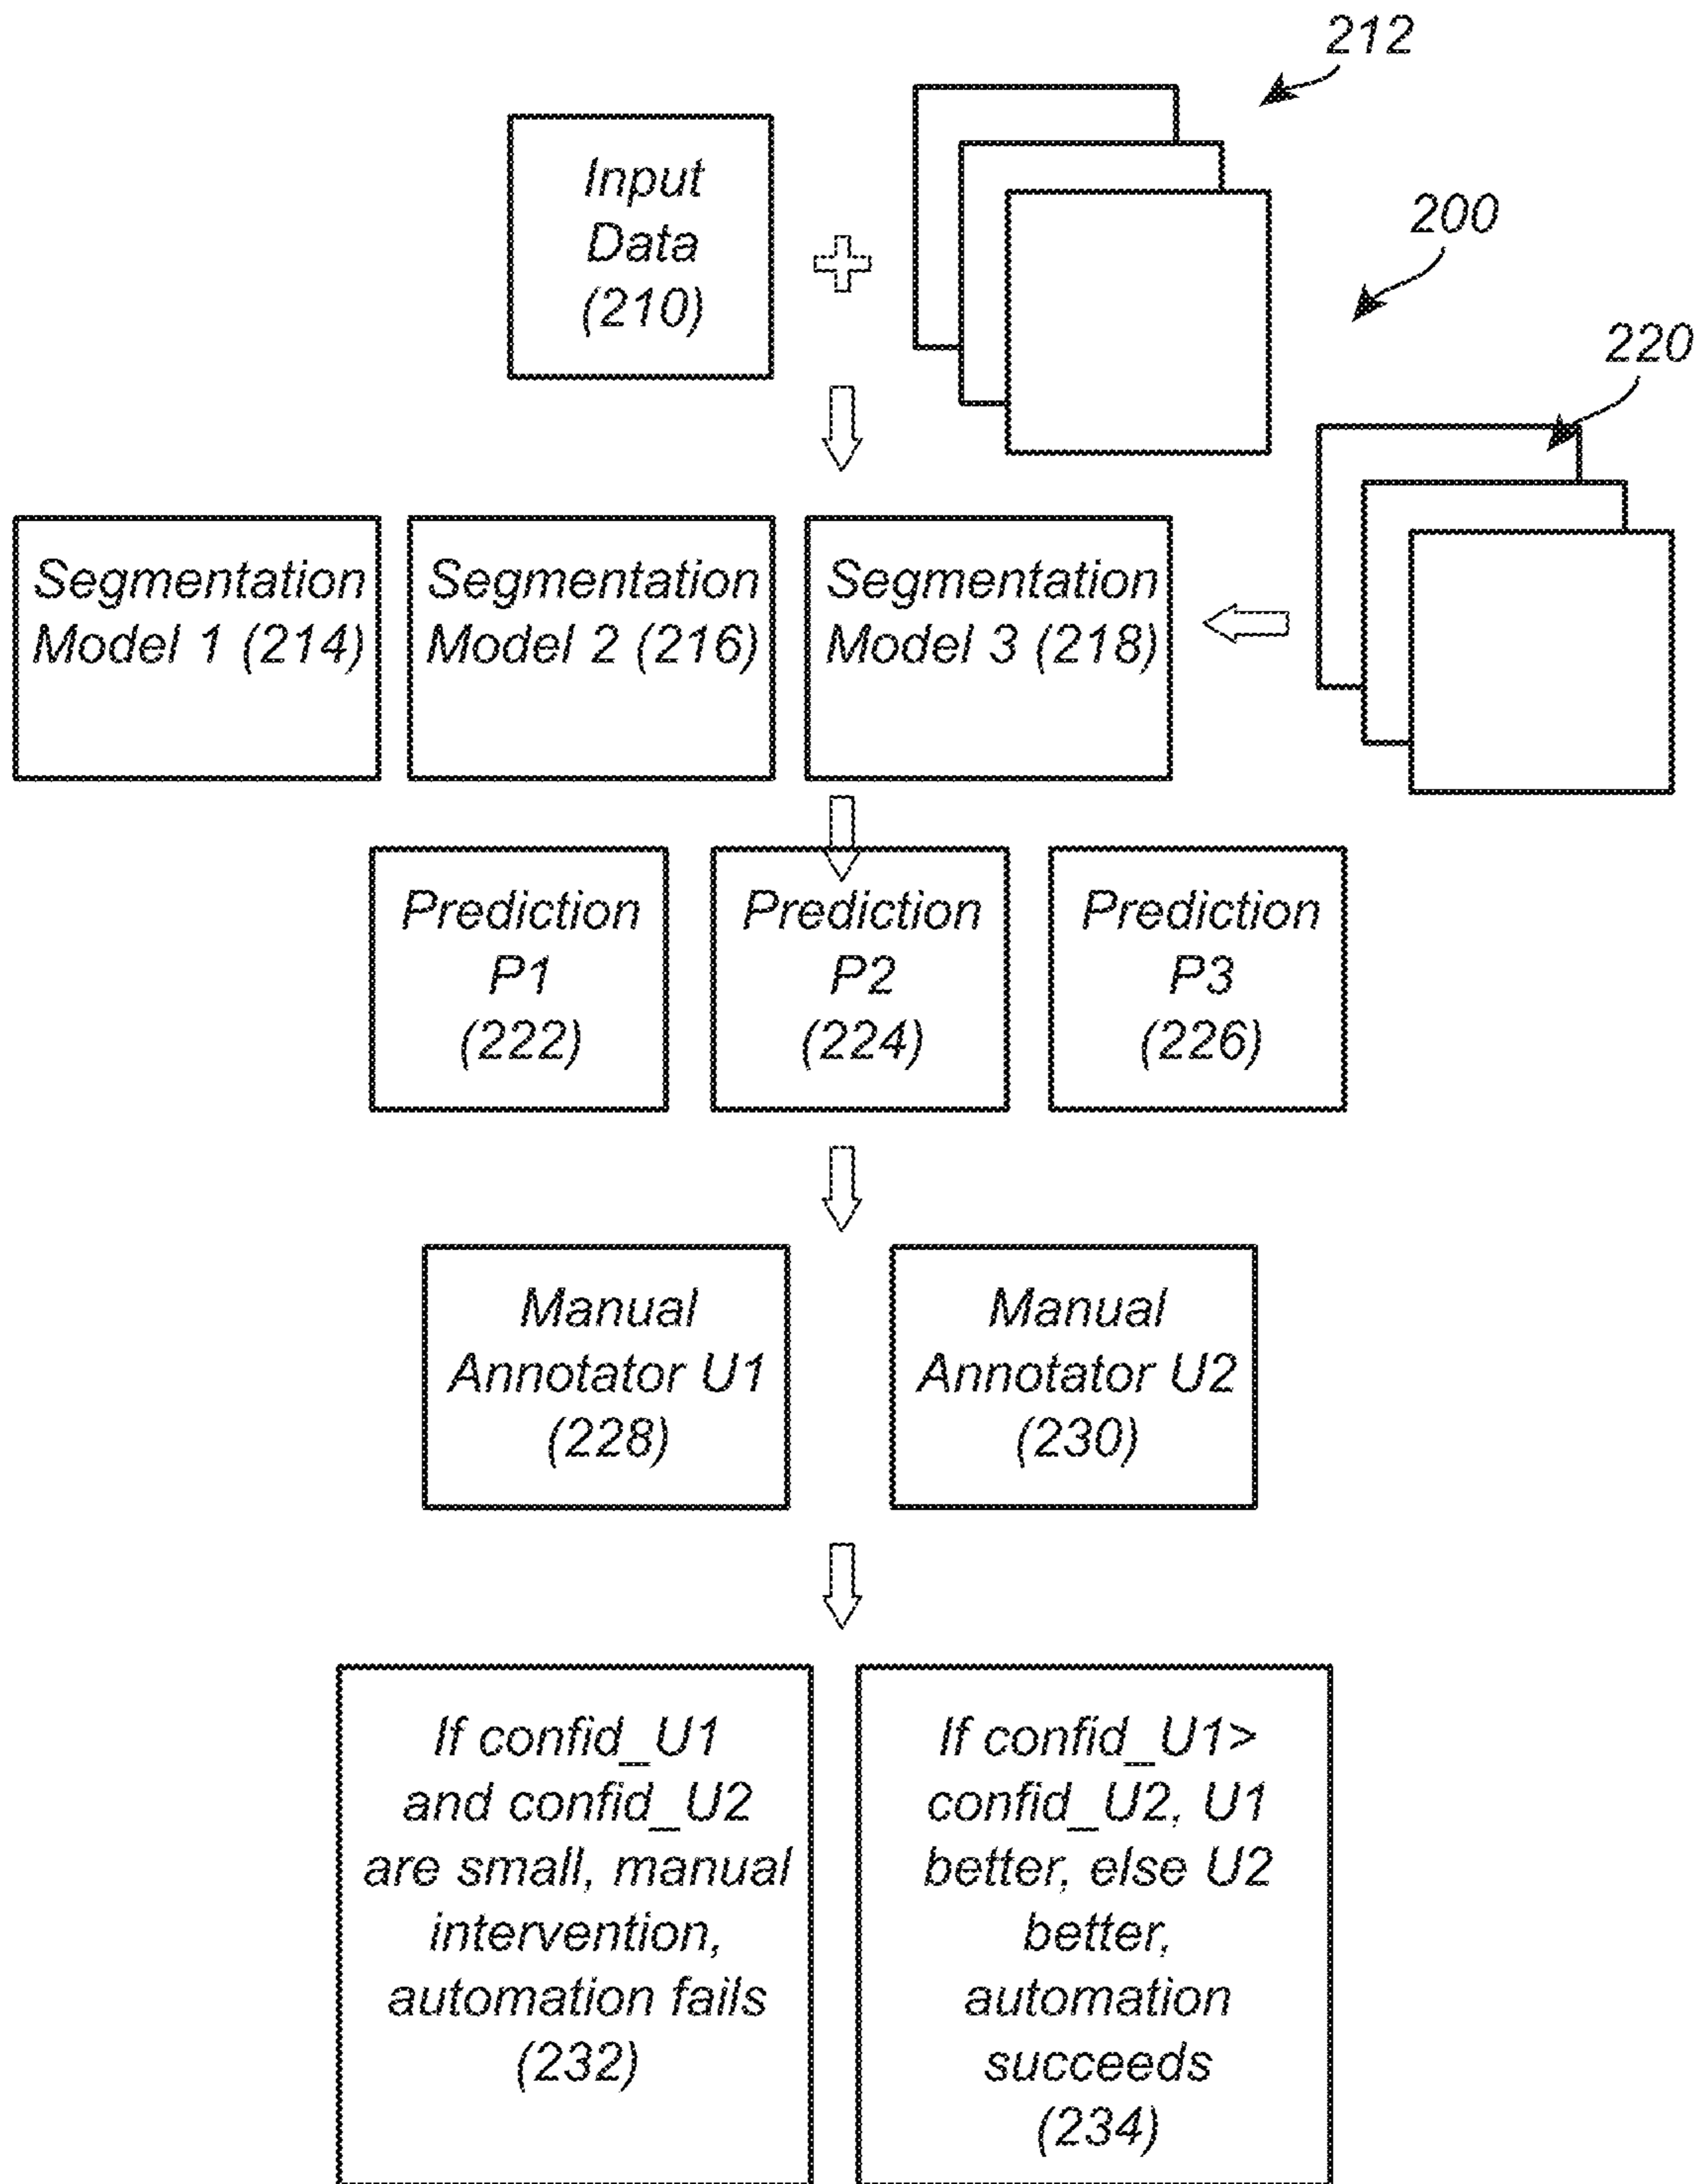 212
Input
Data
(210)
200
220
Segmentation
Model 1 (214)
Segmentation
Model 2 (216)
Segmentation
Model 3 (218)
Prediction
P1
(222)
Prediction
P2
(224)
Prediction
P3
(226)
Manual
Annotator U1
(228)
Manual
Annotator U2
(230)
If confid_U1
and confid_U2
are small, manual
intervention,
automation fails
(232)
If confid_U1>
confid_U2, U1
better, else U2
better,
automation
succeeds
(234)